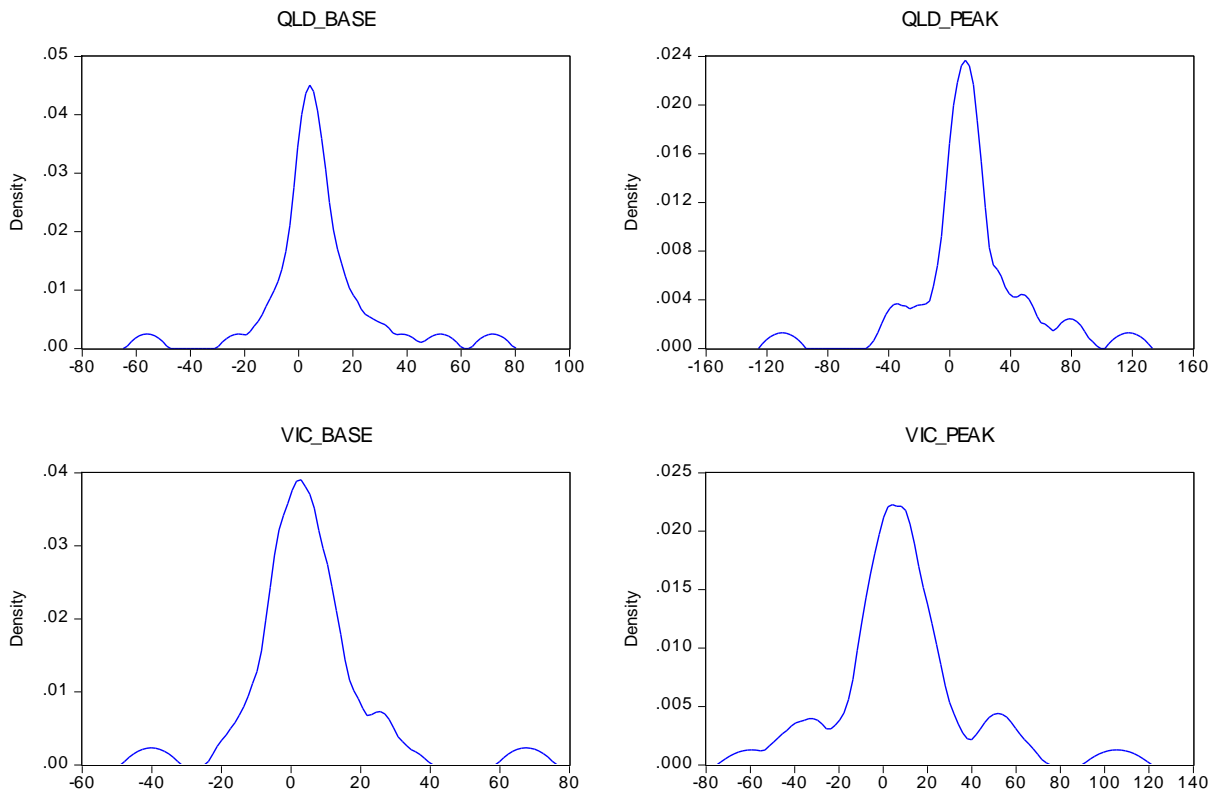 QLD_BASE
.05
.04
.03
.02
.01
.00
Density
-80 -60 -40 -20 0 20 40 60 80 100
QLD_PEAK
.024
.020
.016
.012
.008
.004
.000
Density
-160 -120 -80 -40 0 40 80 120 160
VIC_BASE
.04
.03
.02
.01
.00
Density
-60 -40 -20 0 20 40 60 80
VIC_PEAK
.025
.020
.015
.010
.005
.000
Density
-80 -60 -40 -20 0 20 40 60 80 100 120 140